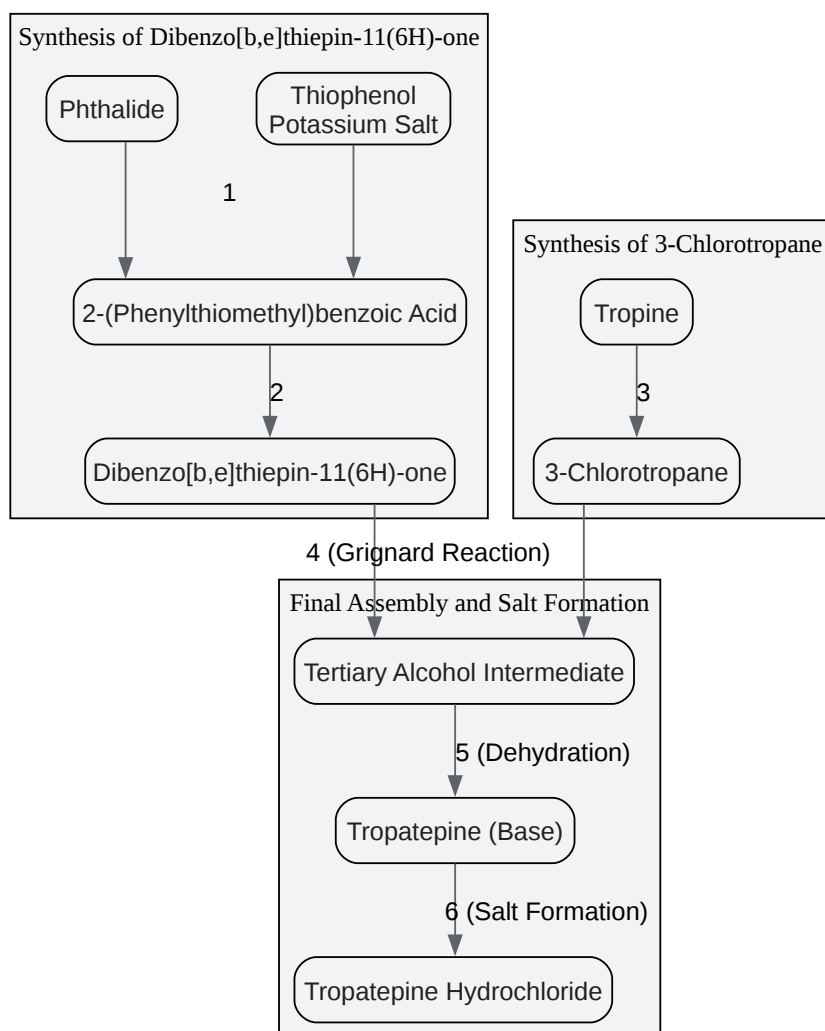 Synthesis of Dibenzo[b,e]thiepin-11(6H)-one
Phthalide
Thiophenol
Potassium Salt
1
2-(Phenylthiomethyl)benzoic Acid
2
Dibenzo[b,e]thiepin-11(6H)-one
Synthesis of 3-Chlorotropane
Tropine
3
3-Chlorotropane
4 (Grignard Reaction)
Final Assembly and Salt Formation
Tertiary Alcohol Intermediate
5 (Dehydration)
Tropatepine (Base)
6 (Salt Formation)
Tropatepine Hydrochloride